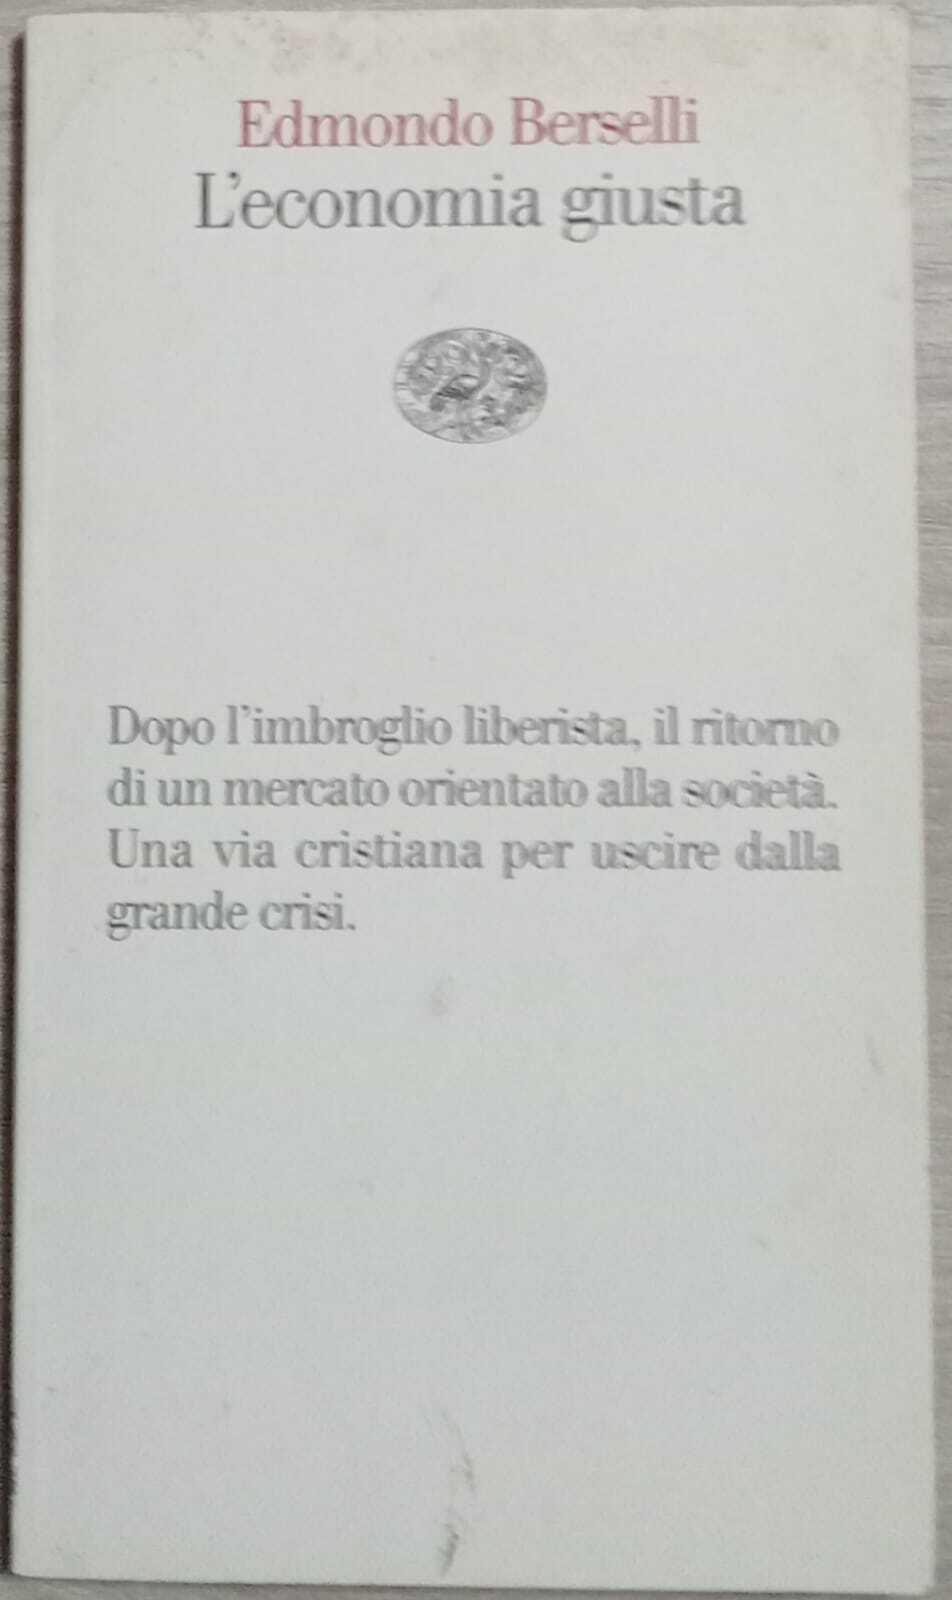 Edmondo Berselli
L'economia giusta
Dopo l'imbroglio liberista, il ritorno
di un mercato orientato alla società.
Una via cristiana per uscire dalla
grande crisi.